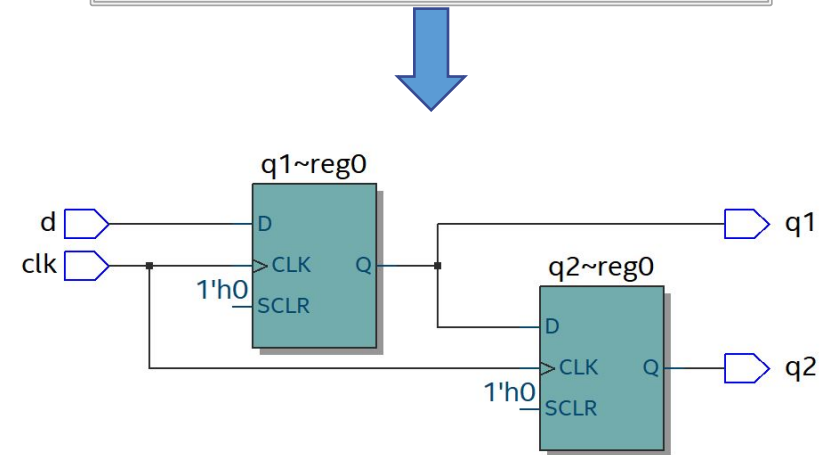 q1~reg0
d
D
q1
clk
CLK
Q
q2~reg0
1'h0
SCLR
D
CLK
Q
q2
1'h0
SCLR